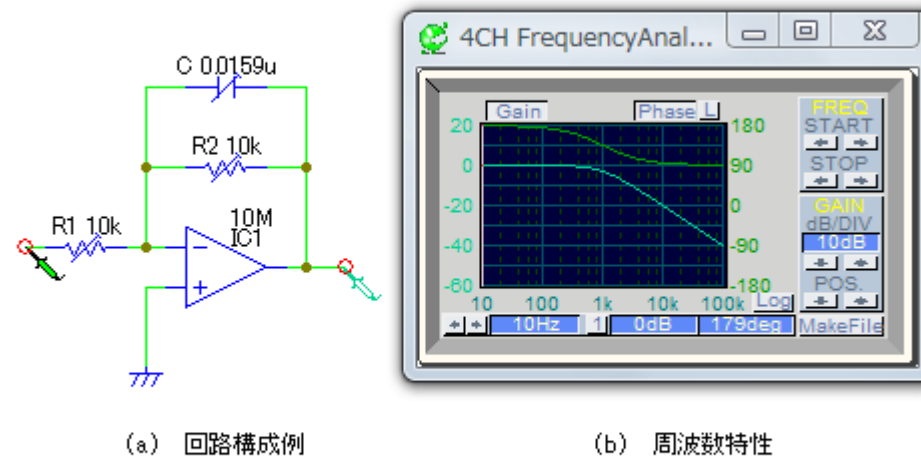 C 0.0159u
R2 10k
R1 10k
10M
IC1
(a) 回路構成例
4CH FrequencyAnal...
Gain
Phase L
20
0
-20
-40
-60
180
90
0
-90
-180
10 100 1k 10k 100k Log
10Hz 1 0dB 179deg
FREQ
START
STOP
GAIN
dB/DIV
10dB
POS.
MakeFile
(b) 周波数特性